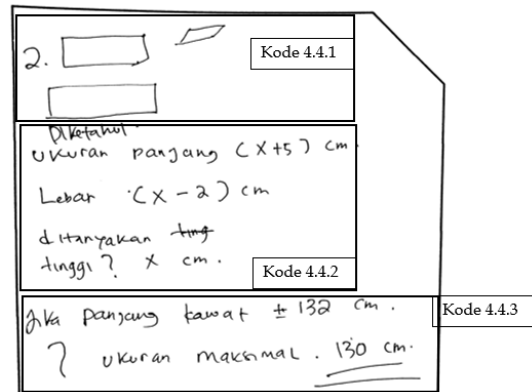 2.
Kode 4.4.1
Diketahui.
ukuran panjang (x+5) cm.
Lebar (x - 2) cm
ditanyakan ting
tinggi? x cm.
Kode 4.4.2
Jika panjang kawat ± 132 cm.
Kode 4.4.3
? ukuran maksimal. 130 cm.